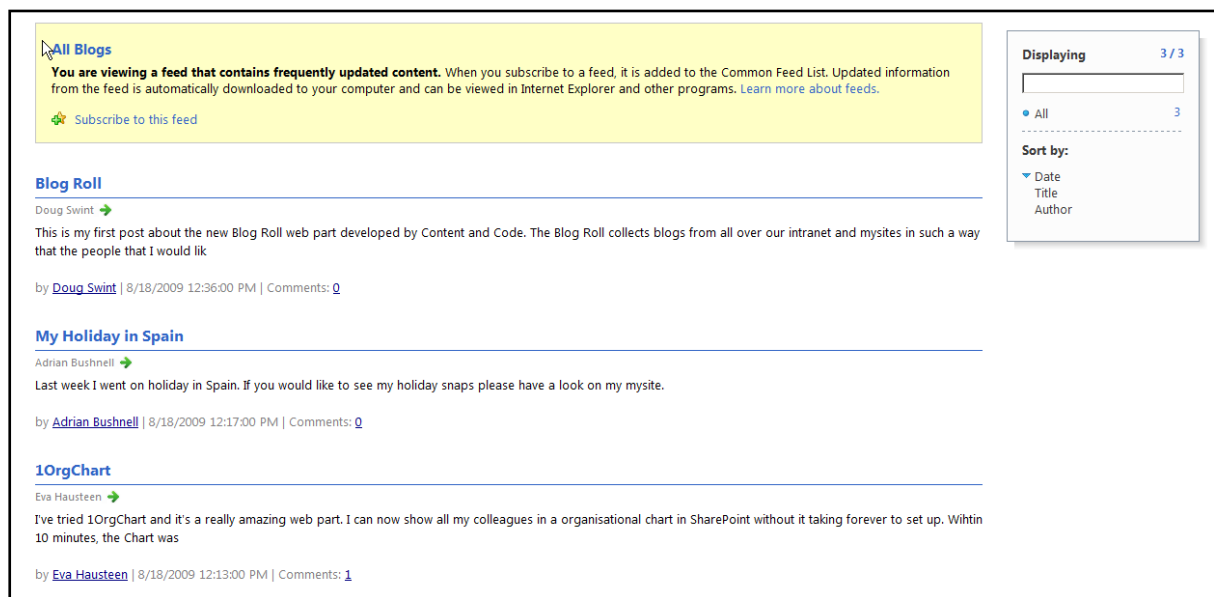 All Blogs
You are viewing a feed that contains frequently updated content. When you subscribe to a feed, it is added to the Common Feed List. Updated information
from the feed is automatically downloaded to your computer and can be viewed in Internet Explorer and other programs. Learn more about feeds.
Subscribe to this feed
Blog Roll
Doug Swint
This is my first post about the new Blog Roll web part developed by Content and Code. The Blog Roll collects blogs from all over our intranet and mysites in such a way
that the people that I would lik
by Doug Swint | 8/18/2009 12:36:00 PM | Comments: 0
My Holiday in Spain
Adrian Bushnell
Last week I went on holiday in Spain. If you would like to see my holiday snaps please have a look on my mysite.
by Adrian Bushnell | 8/18/2009 12:17:00 PM | Comments: 0
1OrgChart
Eva Hausteen
I've tried 1OrgChart and it's a really amazing web part. I can now show all my colleagues in a organisational chart in SharePoint without it taking forever to set up. Wihtin
10 minutes, the Chart was
by Eva Hausteen | 8/18/2009 12:13:00 PM | Comments: 1
Displaying 3 / 3
All 3
Sort by:
Date
Title
Author